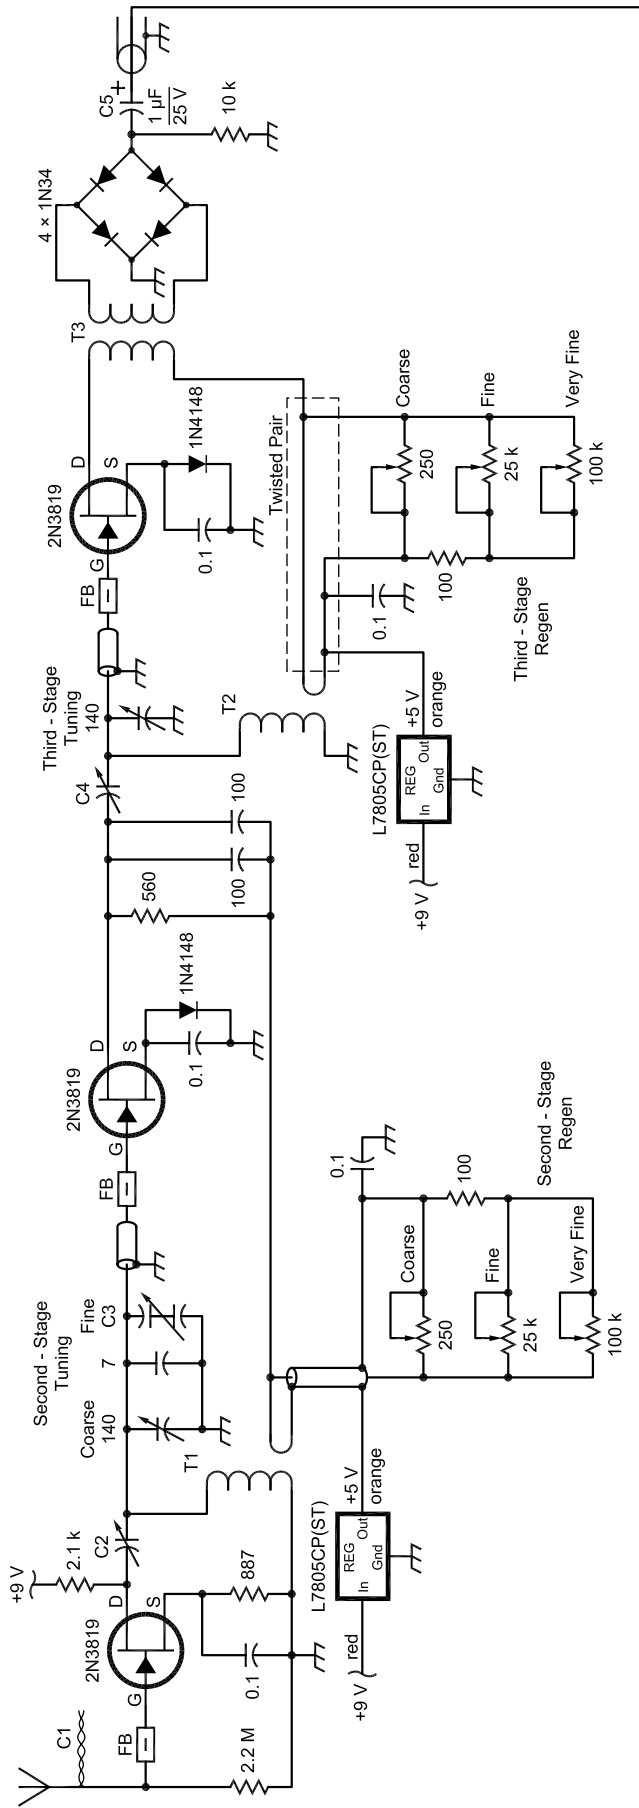 C5
+
1 µF
25 V
10 k
4 × 1N34
T3
2N3819
D
S
G
FB
1N4148
0.1
Twisted Pair
Coarse
250
Fine
25 k
Very Fine
100 k
100
0.1
Third - Stage
Regen
Third - Stage
Tuning
140
T2
C4
+5 V
orange
L7805CP(ST)
REG
In
Out
Gnd
red
+9 V
100
100
560
2N3819
D
S
G
FB
1N4148
0.1
Second - Stage
Tuning
Coarse
140
7
Fine
C3
T1
0.1
100
Second - Stage
Regen
Coarse
250
Fine
25 k
Very Fine
100 k
+5 V
orange
L7805CP(ST)
REG
In
Out
Gnd
red
+9 V
+9 V
2.1 k
C2
2N3819
D
S
G
FB
887
0.1
C1
2.2 M